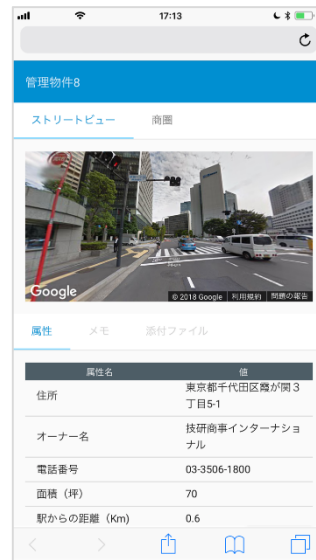 17:13
管理物件8
ストリートビュー 商圏
Google
© 2018 Google 利用規約 問題の報告
属性 メモ 添付ファイル
属性名 値
住所 東京都千代田区霞が関3
丁目5-1
オーナー名 技研商事インターナショ
ナル
電話番号 03-3506-1800
面積（坪） 70
駅からの距離（Km） 0.6